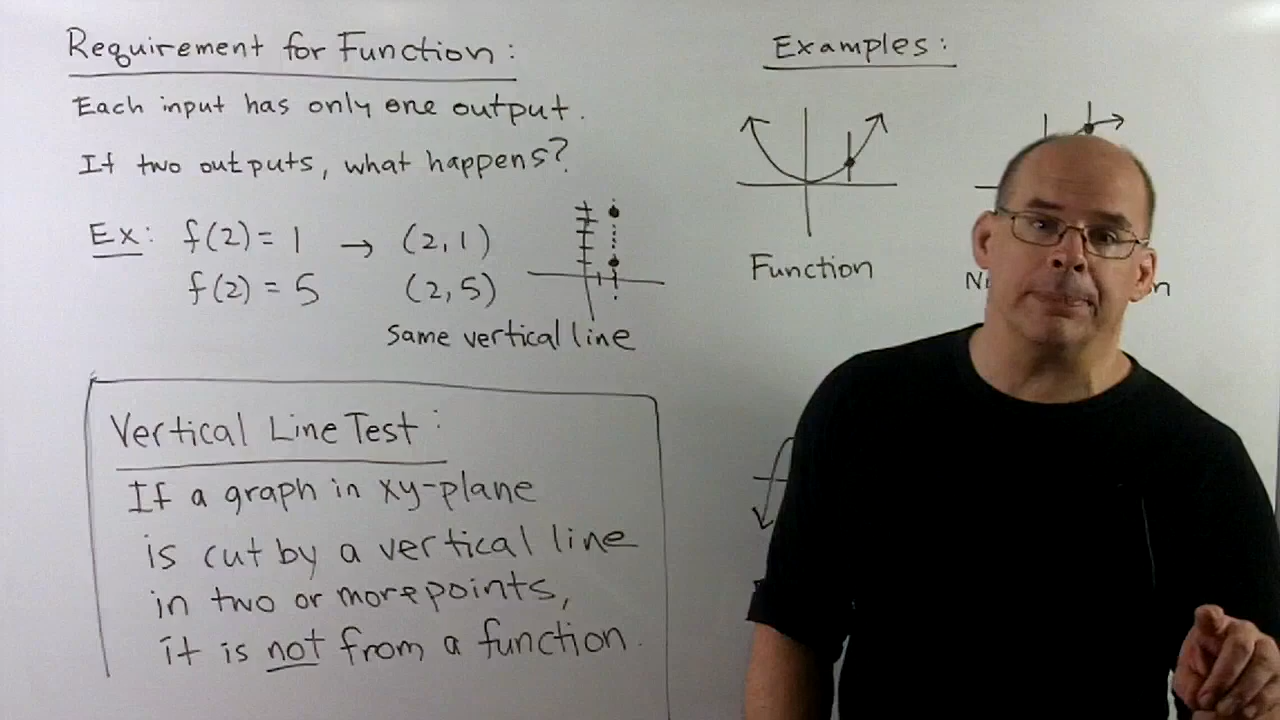 Requirement for Function:
Each input has only one output.
If two outputs, what happens?
Ex: f(2) = 1 → (2, 1)
f(2) = 5 (2, 5)
same vertical line
Vertical Line Test:
If a graph in xy-plane
is cut by a vertical line
in two or more points,
it is not from a function.
Examples:
Function